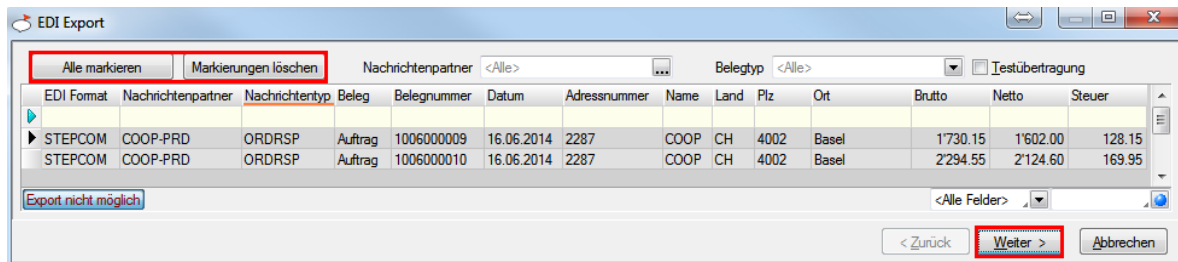 EDI Export
Alle markieren Markierungen löschen Nachrichtenpartner <Alle> ... Belegtyp <Alle> Testübertragung
EDI Format Nachrichtenpartner Nachrichtentyp Beleg Belegnummer Datum Adressnummer Name Land Plz Ort Brutto Netto Steuer
STEPCOM COOP-PRD ORDRSP Auftrag 1006000009 16.06.2014 2287 COOP CH 4002 Basel 1'730.15 1'602.00 128.15
STEPCOM COOP-PRD ORDRSP Auftrag 1006000010 16.06.2014 2287 COOP CH 4002 Basel 2'294.55 2'124.60 169.95
Export nicht möglich <Alle Felder>
< Zurück Weiter > Abbrechen